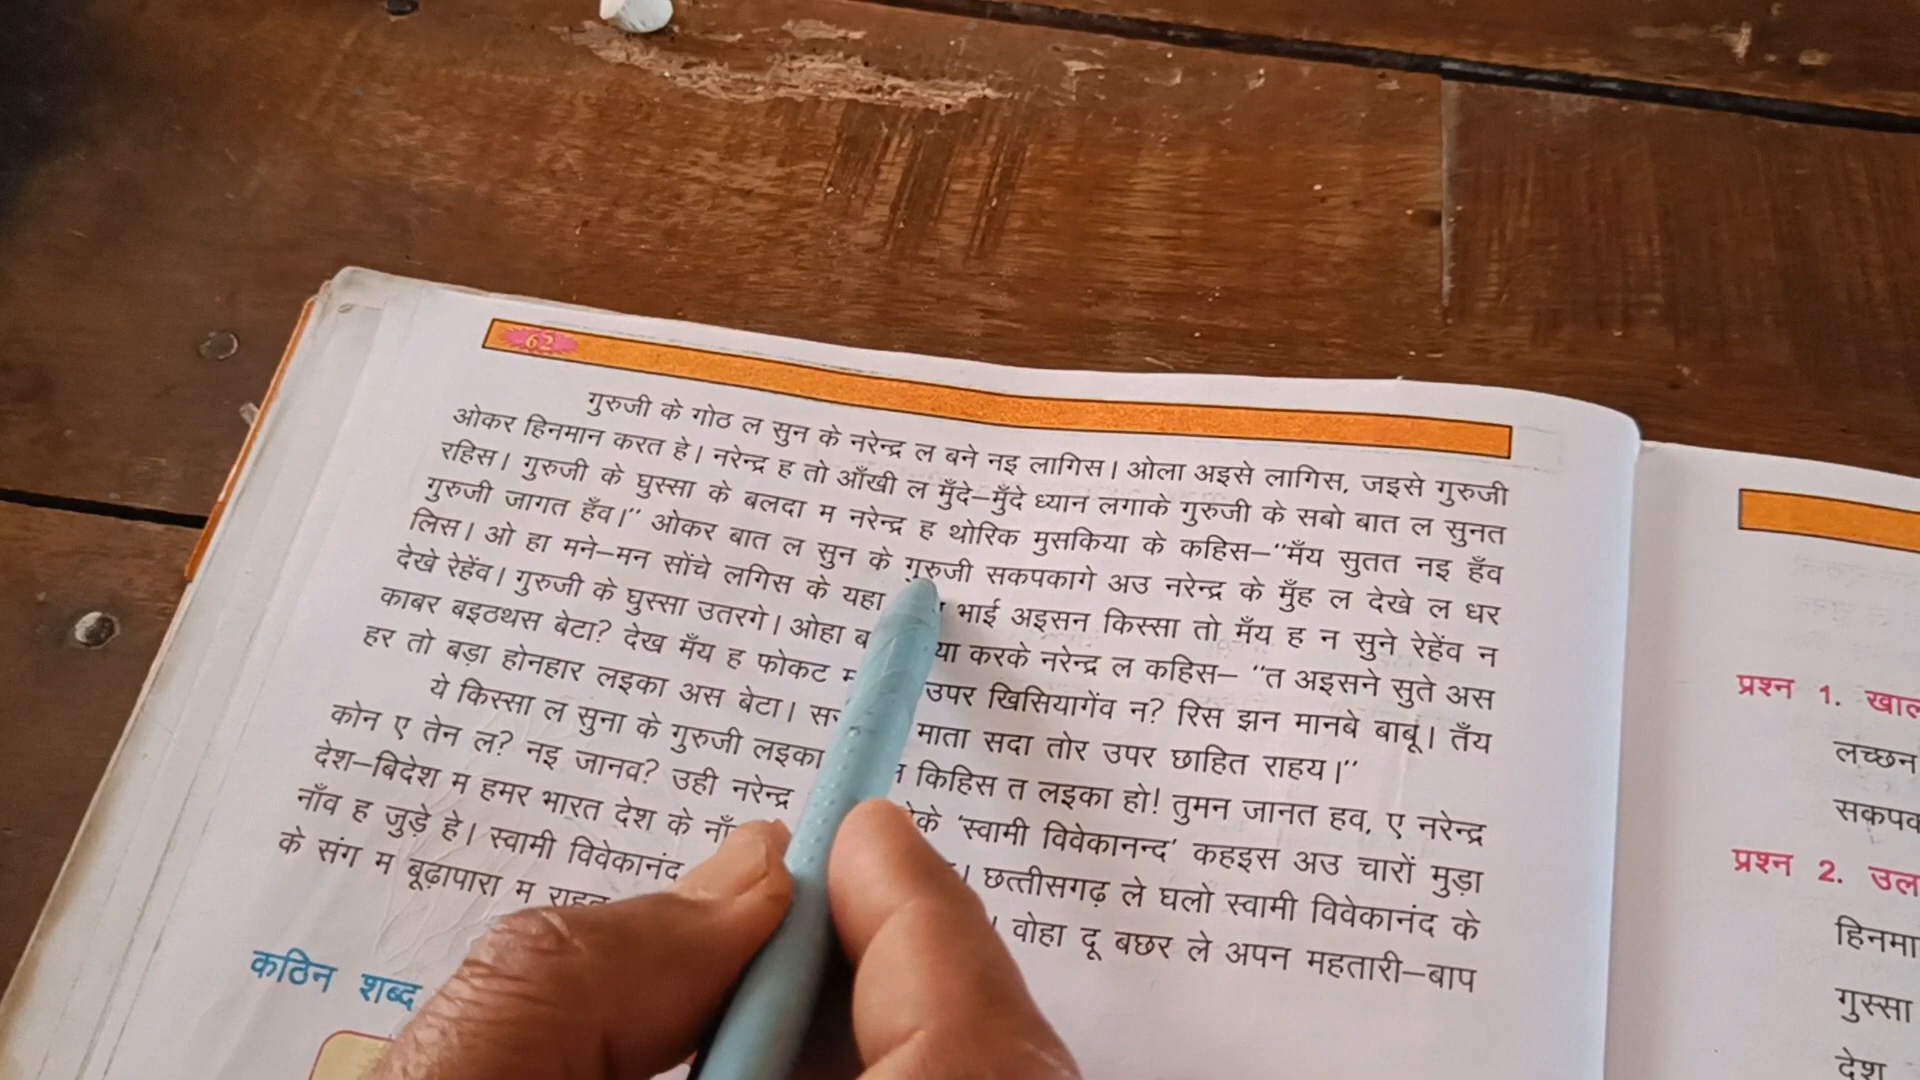 62
गुरुजी के गोठ ल सुन के नरेन्द्र ल बने नइ लागिस। ओला अइसे लागिस, जइसे गुरुजी
ओकर हिनमान करत हे। नरेन्द्र ह तो आँखी ल मुँदे–मुँदे ध्यान लगाके गुरुजी के सबो बात ल सुनत
रहिस। गुरुजी के घुस्सा के बलदा म नरेन्द्र ह थोरिक मुसकिया के कहिस–"मँय सुतत नइ हँव
गुरुजी जागत हँव।" ओकर बात ल सुन के गुरुजी सकपकागे अउ नरेन्द्र के मुँह ल देखे ल धर
लिस। ओ हा मने–मन सोंचे लगिस के यहा भाई अइसन किस्सा तो मँय ह न सुने रेहेंव न
देखे रेहेंव। गुरुजी के घुस्सा उतरगे। ओहा करके नरेन्द्र ल कहिस– "त अइसने सुते अस
काबर बइठथस बेटा? देख मँय ह फोकट उपर खिसियागेंव न? रिस झन मानबे बाबू। तँय
हर तो बड़ा होनहार लइका अस बेटा। माता सदा तोर उपर छाहित राहय।"
ये किस्सा ल सुना के गुरुजी लइका किहिस त लइका हो! तुमन जानत हव, ए नरेन्द्र
कोन ए तेन ल? नइ जानव? उही नरेन्द्र 'स्वामी विवेकानन्द' कहइस अउ चारों मुड़ा
देश–बिदेश म हमर भारत देश के छत्तीसगढ़ ले घलो स्वामी विवेकानंद के
नाँव ह जुड़े हे। स्वामी विवेकानंद वोहा दू बछर ले अपन महतारी–बाप
के संग म बूढ़ापारा म
कठिन शब्द
प्रश्न 1.
लच्छन
प्रश्न 2.
गुस्सा
देश